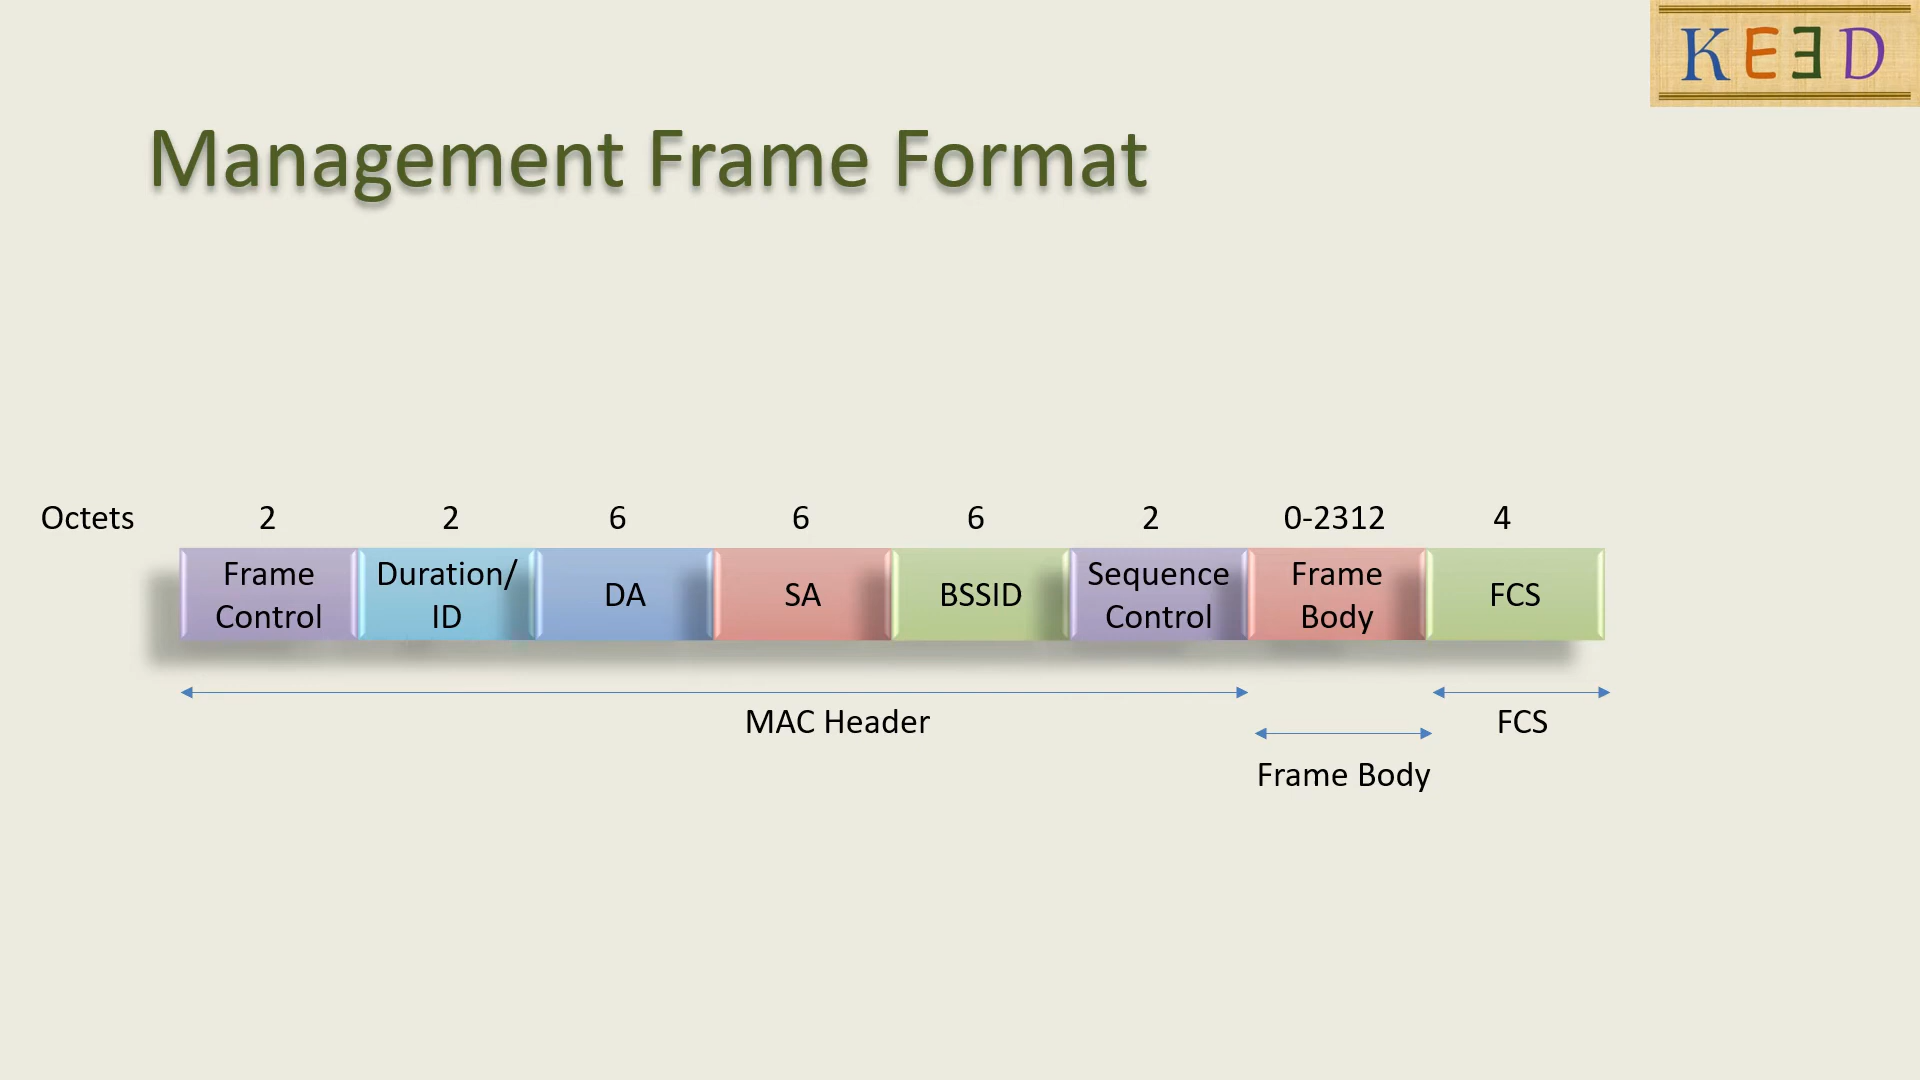 KEƎD
Management Frame Format
Octets 2 2 6 6 6 2 0-2312 4
Frame Control
Duration/ ID
DA
SA
BSSID
Sequence Control
Frame Body
FCS
MAC Header
FCS
Frame Body